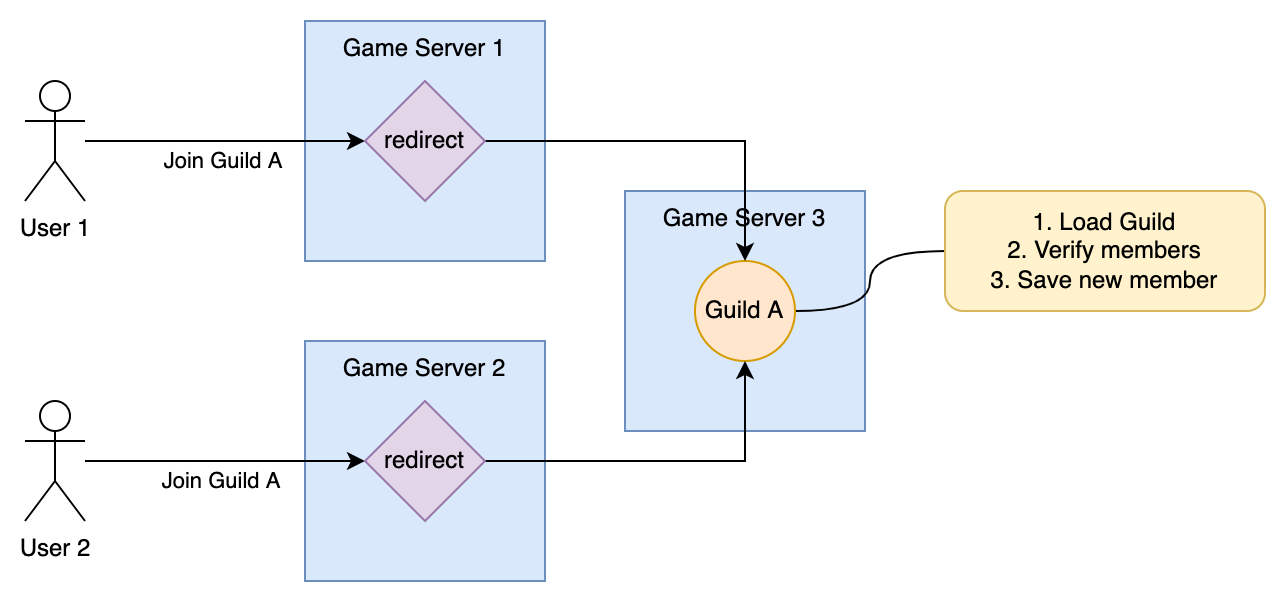 Game Server 1
redirect
Join Guild A
User 1
Game Server 3
Guild A
1. Load Guild
2. Verify members
3. Save new member
Game Server 2
redirect
Join Guild A
User 2